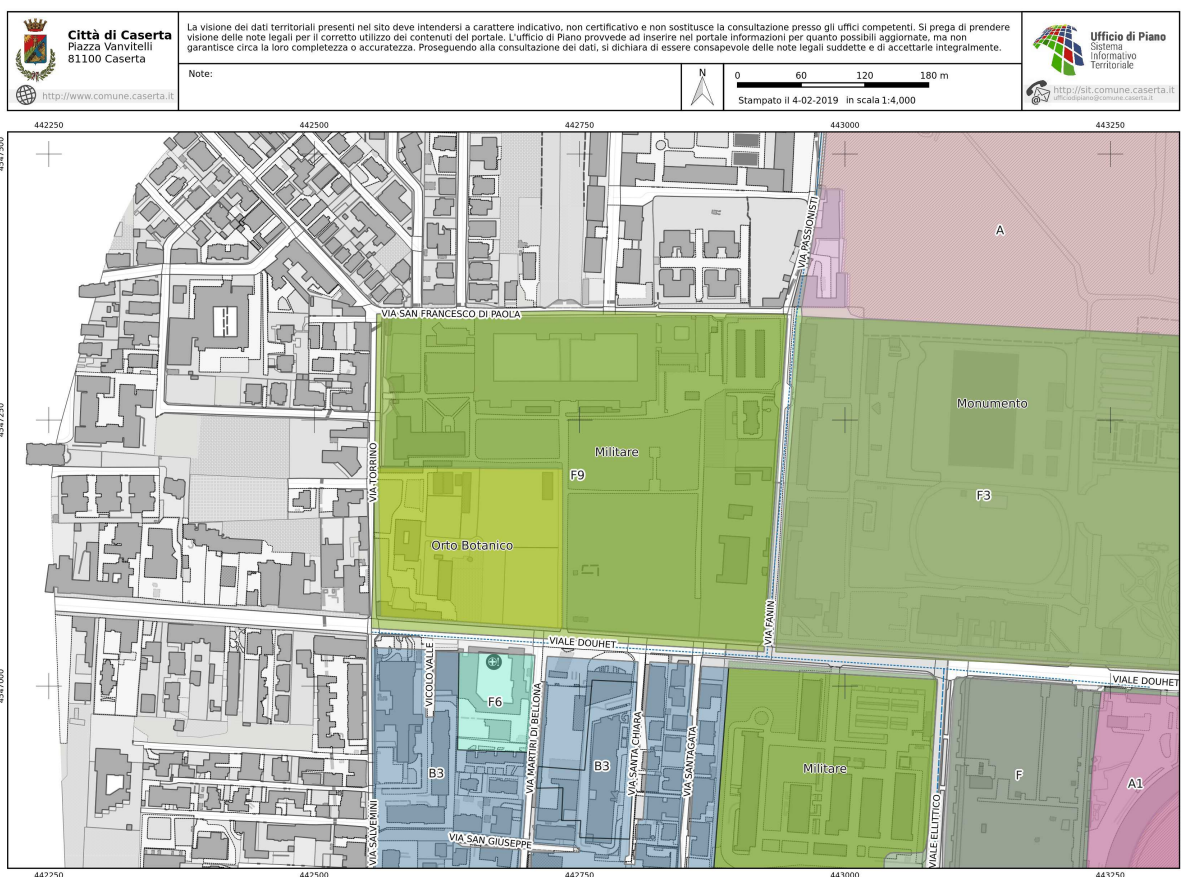 Città di Caserta
Piazza Vanvitelli
81100 Caserta
http://www.comune.caserta.it
La visione dei dati territoriali presenti nel sito deve intendersi a carattere indicativo, non certificativo e non sostitusce la consultazione presso gli uffici competenti. Si prega di prendere
visione delle note legali per il corretto utilizzo dei contenuti del portale. L'ufficio di Piano provvede ad inserire nel portale informazioni per quanto possibili aggiornate, ma non
garantisce circa la loro completezza o accuratezza. Proseguendo alla consultazione dei dati, si dichiara di essere consapevole delle note legali suddette e di accettarle integralmente.
Note:
N
0 60 120 180 m
Stampato il 4-02-2019 in scala 1:4,000
Ufficio di Piano
Sistema
Informativo
Territoriale
http://sit.comune.caserta.it
ufficiodipiano@comune.caserta.it
442250 442500 442750 443000 443250
4547500
VIA PASSIONISTI
A
VIA SAN FRANCESCO DI PAOLA
4547250
Monumento
Militare
VIA TORRINO
F9
F3
Orto Botanico
VIA FANIN
VIALE DOUHET
VICOLO VALLE
4547000
VIALE DOUHET
F6
VIA MARTIRI DI BELLONA
VIA SANTA CHIARA
VIA SANTAGATA
B3
B3
Militare
F
A1
VIA SALVEMINI
VIA SAN GIUSEPPE
VIALE ELLITTICO
442250 442500 442750 443000 443250